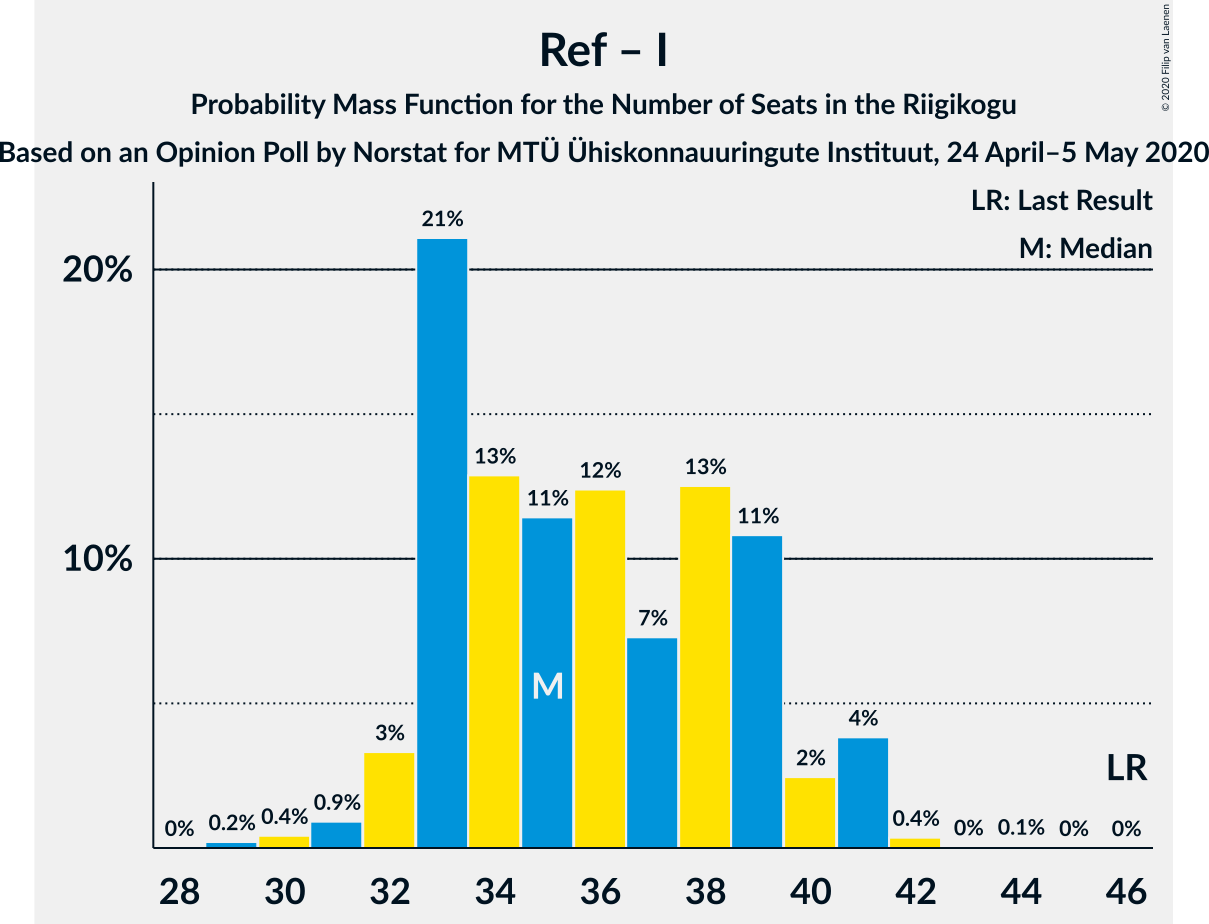 Ref – I
Probability Mass Function for the Number of Seats in the Riigikogu
Based on an Opinion Poll by Norstat for MTÜ Ühiskonnauuringute Instituut, 24 April–5 May 2020
© 2020 Filip van Laenen
LR: Last Result
M: Median
20%
10%
0%
0.2%
0.4%
0.9%
3%
21%
13%
11%
12%
7%
13%
11%
2%
4%
0.4%
0%
0.1%
0%
0%
M
LR
28 30 32 34 36 38 40 42 44 46